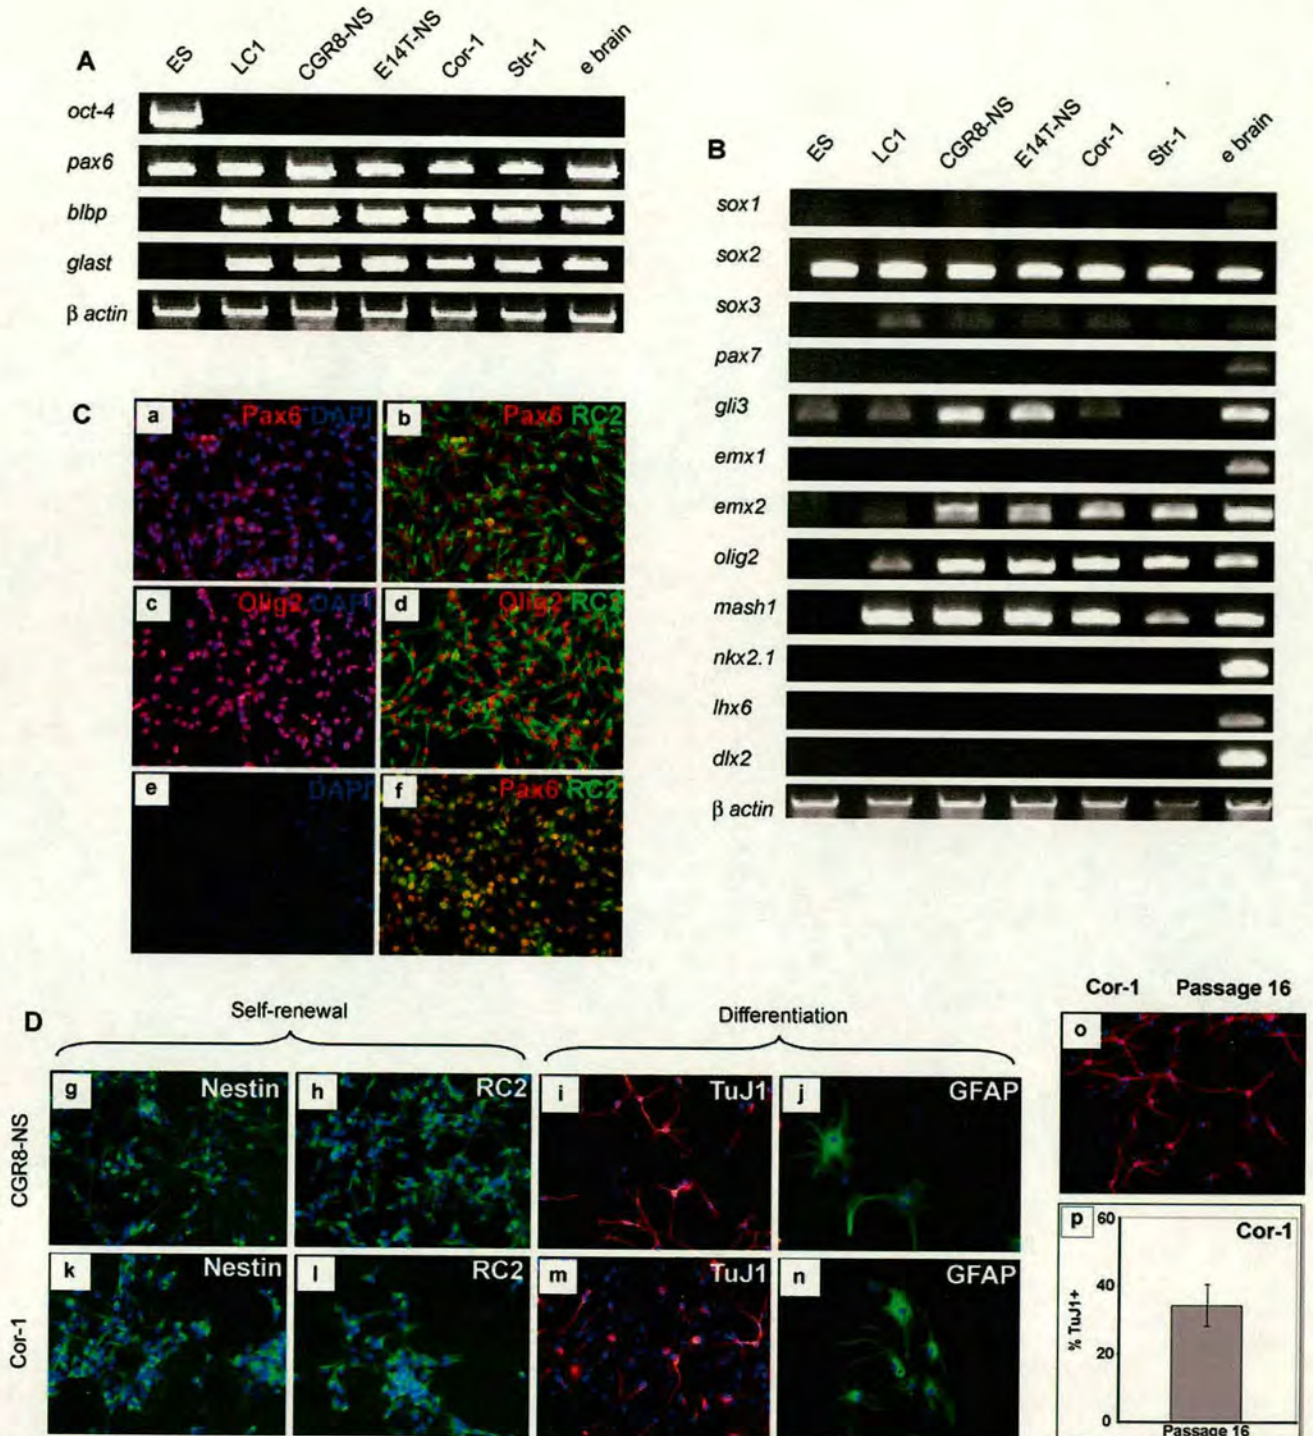 A
ES LC1 CGR8-NS E14T-NS Cor-1 Str-1 e brain
oct-4
pax6
blbp
glast
β actin
B
ES LC1 CGR8-NS E14T-NS Cor-1 Str-1 e brain
sox1
sox2
sox3
pax7
gli3
emx1
emx2
olig2
mash1
nkx2.1
lhx6
dlx2
β actin
C
a Pax6 DAPI
b Pax6 RC2
c Olig2 DAPI
d Olig2 RC2
e DAPI
f Pax6 RC2
D
Self-renewal
Differentiation
CGR8-NS
g Nestin
h RC2
i TuJ1
j GFAP
Cor-1
k Nestin
l RC2
m TuJ1
n GFAP
Cor-1 Passage 16
o
p
Cor-1
% TuJ1+
60
40
20
0
Passage 16